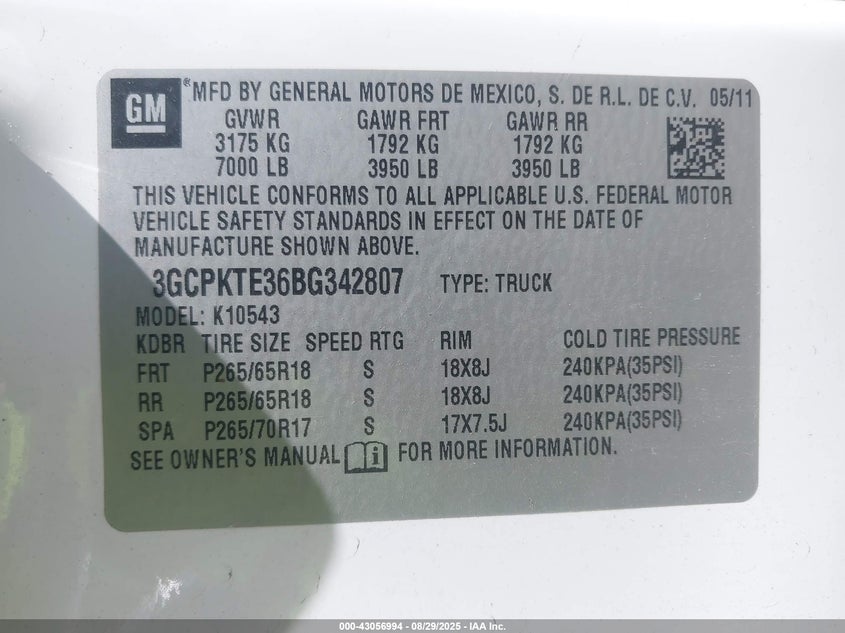 GM
® MFD BY GENERAL MOTORS DE MEXICO, S. DE R.L. DE C.V. 05/11
GVWR GAWR FRT GAWR RR
3175 KG 1792 KG 1792 KG
7000 LB 3950 LB 3950 LB
THIS VEHICLE CONFORMS TO ALL APPLICABLE U.S. FEDERAL MOTOR
VEHICLE SAFETY STANDARDS IN EFFECT ON THE DATE OF
MANUFACTURE SHOWN ABOVE.
3GCPKTE36BG342807 TYPE: TRUCK
MODEL: K10543
KDBR TIRE SIZE SPEED RTG RIM COLD TIRE PRESSURE
FRT P265/65R18 S 18X8J 240KPA(35PSI)
RR P265/65R18 S 18X8J 240KPA(35PSI)
SPA P265/70R17 S 17X7.5J 240KPA(35PSI)
SEE OWNER'S MANUAL i FOR MORE INFORMATION.
000-43056994 - 08/29/2025 - IAA Inc.